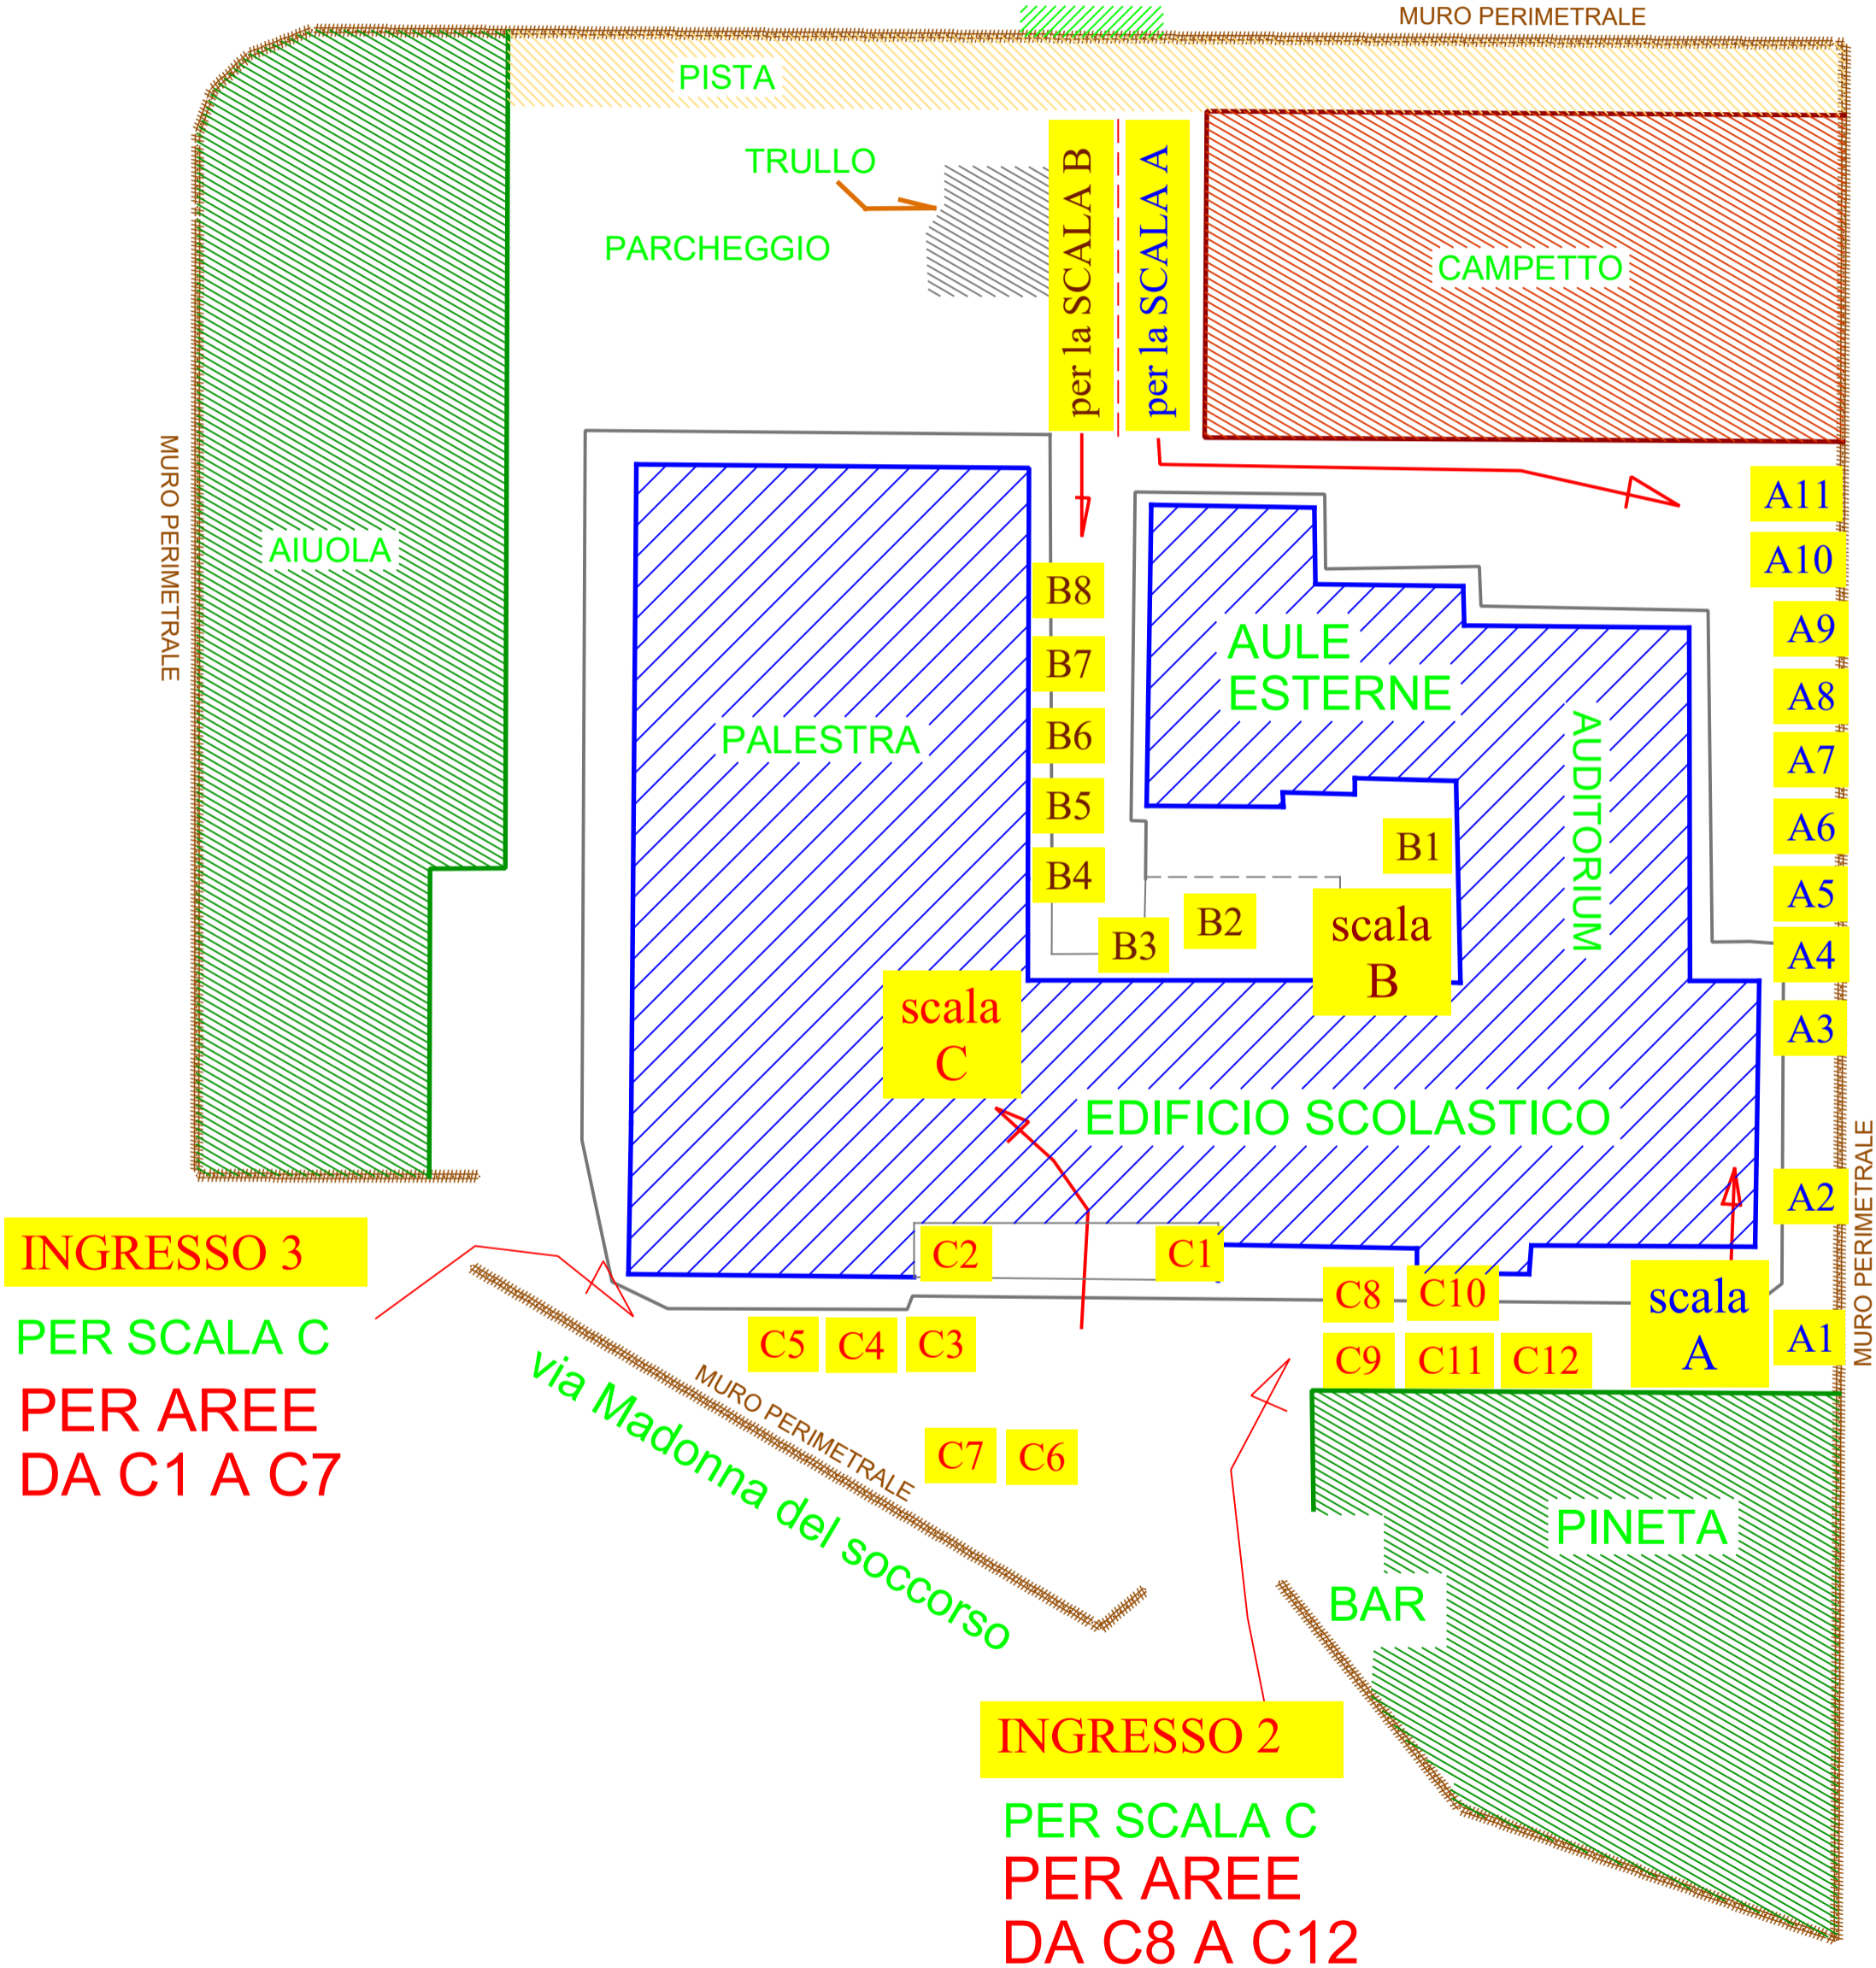 MURO PERIMETRALE
PISTA
TRULLO
PARCHEGGIO
per la SCALA B
per la SCALA A
CAMPETTO
MURO PERIMETRALE
AIUOLA
A11
A10
A9
A8
A7
A6
A5
A4
A3
A2
A1
B8
B7
B6
B5
B4
B3
B2
B1
AULE
ESTERNE
PALESTRA
AUDITORIUM
scala
B
scala
C
EDIFICIO SCOLASTICO
MURO PERIMETRALE
C2
C1
C8
C10
C9
C11
C12
scala
A
C5
C4
C3
C7
C6
INGRESSO 3
PER SCALA C
PER AREE
DA C1 A C7
MURO PERIMETRALE
via Madonna del soccorso
PINETA
BAR
INGRESSO 2
PER SCALA C
PER AREE
DA C8 A C12